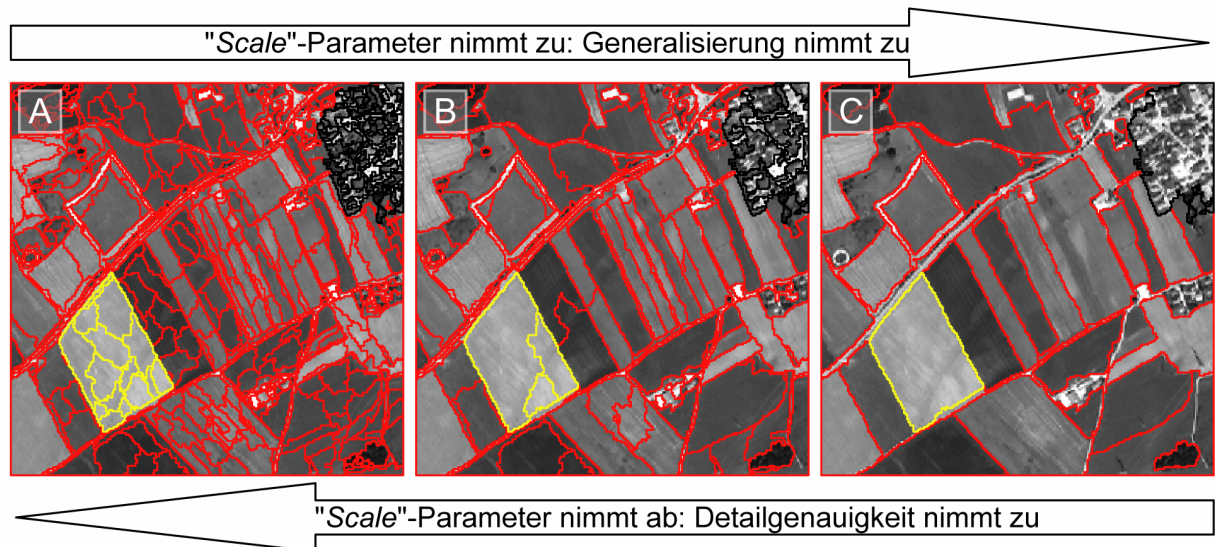 "Scale"-Parameter nimmt zu: Generalisierung nimmt zu
A
B
C
"Scale"-Parameter nimmt ab: Detailgenauigkeit nimmt zu